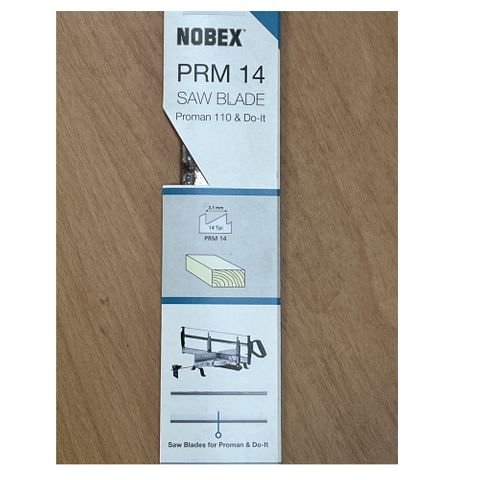 NOBEX®
PRM 14
SAW BLADE
Proman 110 & Do-It
2,1 mm
14 Tpi
PRM 14
Saw Blades for Proman & Do-It